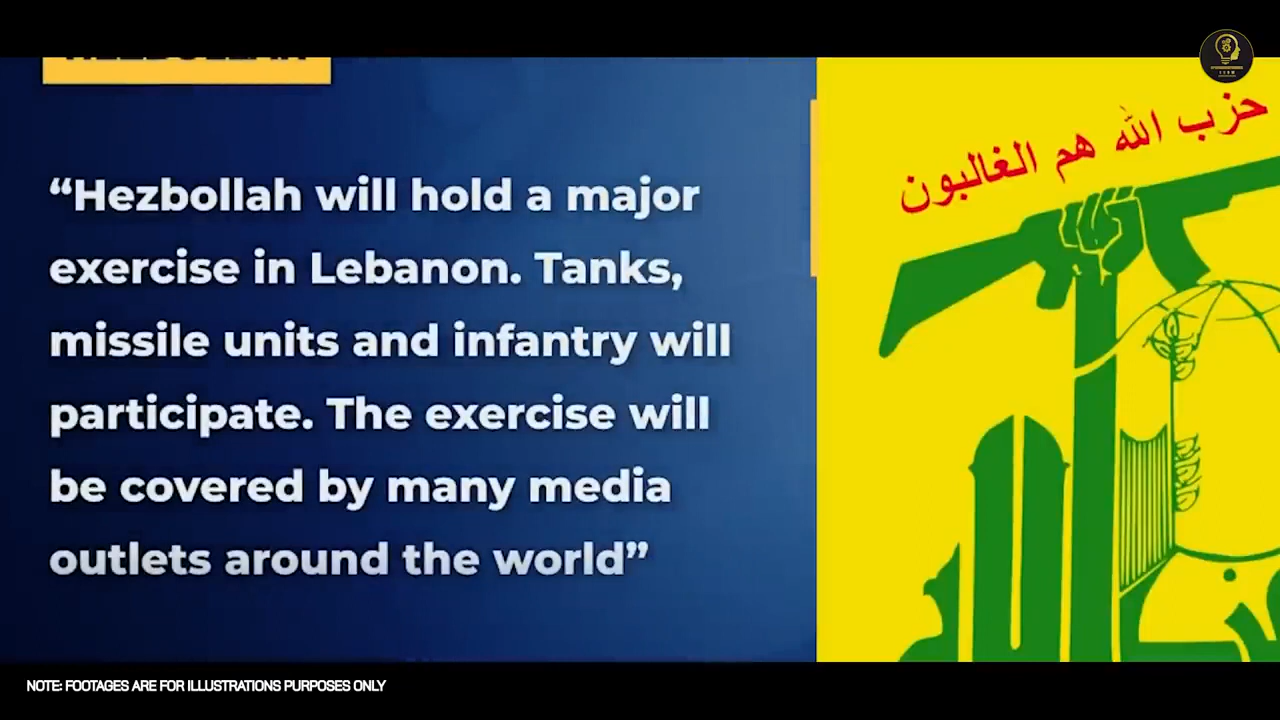 حزب الله هم الغالبون
“Hezbollah will hold a major
exercise in Lebanon. Tanks,
missile units and infantry will
participate. The exercise will
be covered by many media
outlets around the world”
NOTE: FOOTAGES ARE FOR ILLUSTRATIONS PURPOSES ONLY